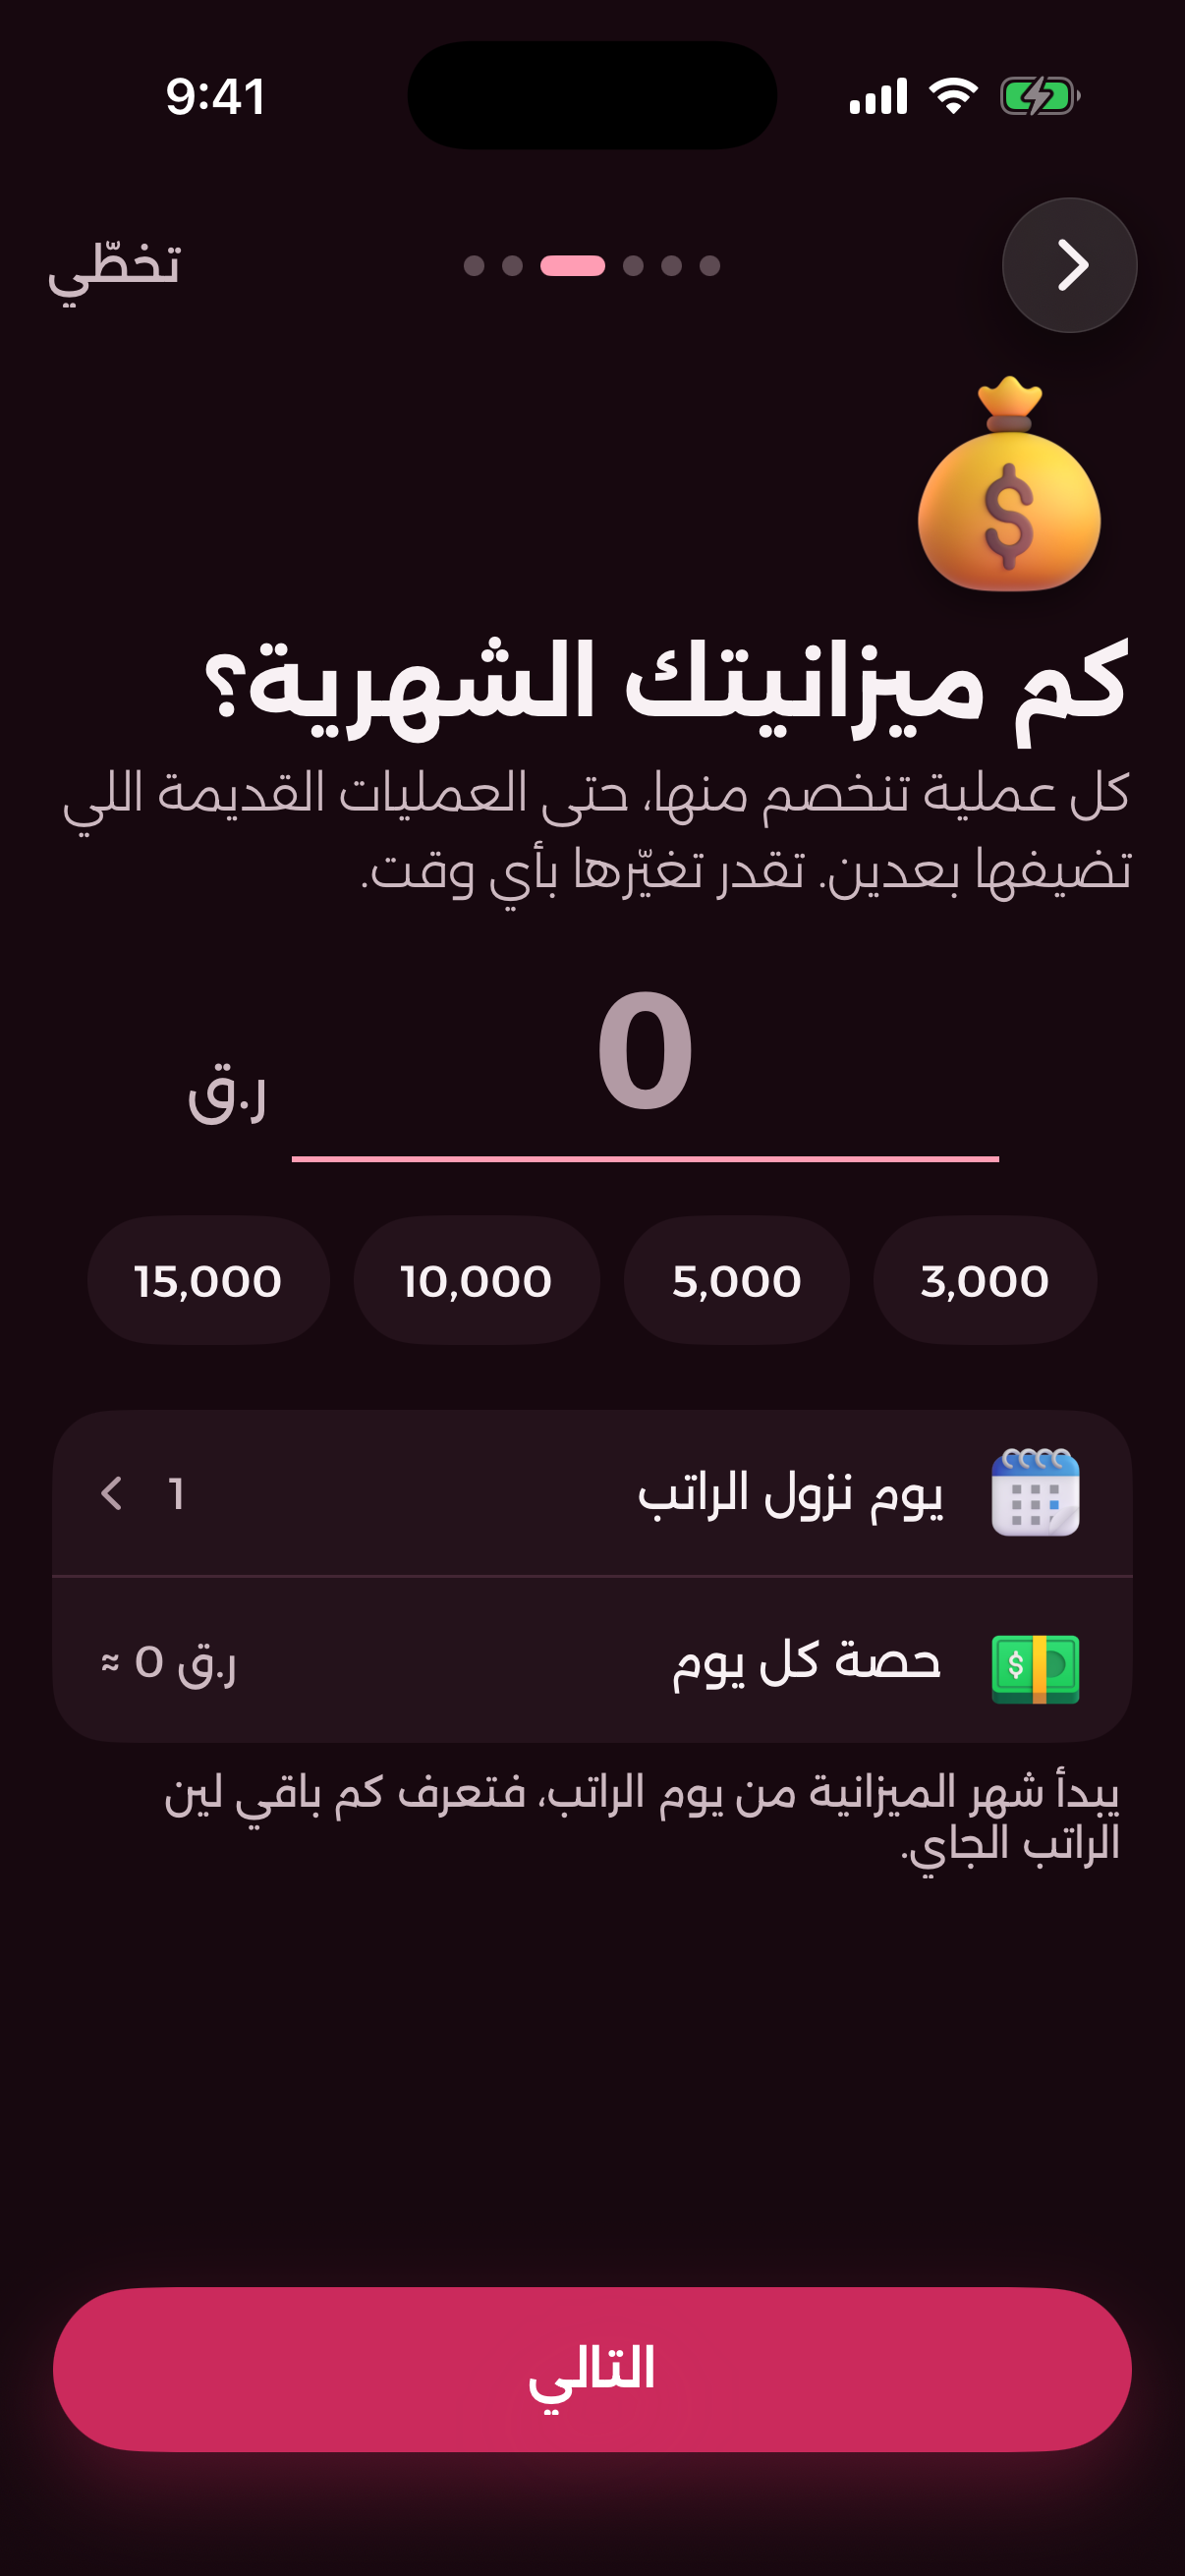 9:41
تخطّي
كم ميزانيتك الشهرية؟
كل عملية تنخصم منها، حتى العمليات القديمة اللي
تضيفها بعدين. تقدر تغيّرها بأي وقت.
0 ر.ق
3,000 5,000 10,000 15,000
يوم نزول الراتب 1
حصة كل يوم ≈ 0 ر.ق
يبدأ شهر الميزانية من يوم الراتب، فتعرف كم باقي لين
الراتب الجاي.
التالي